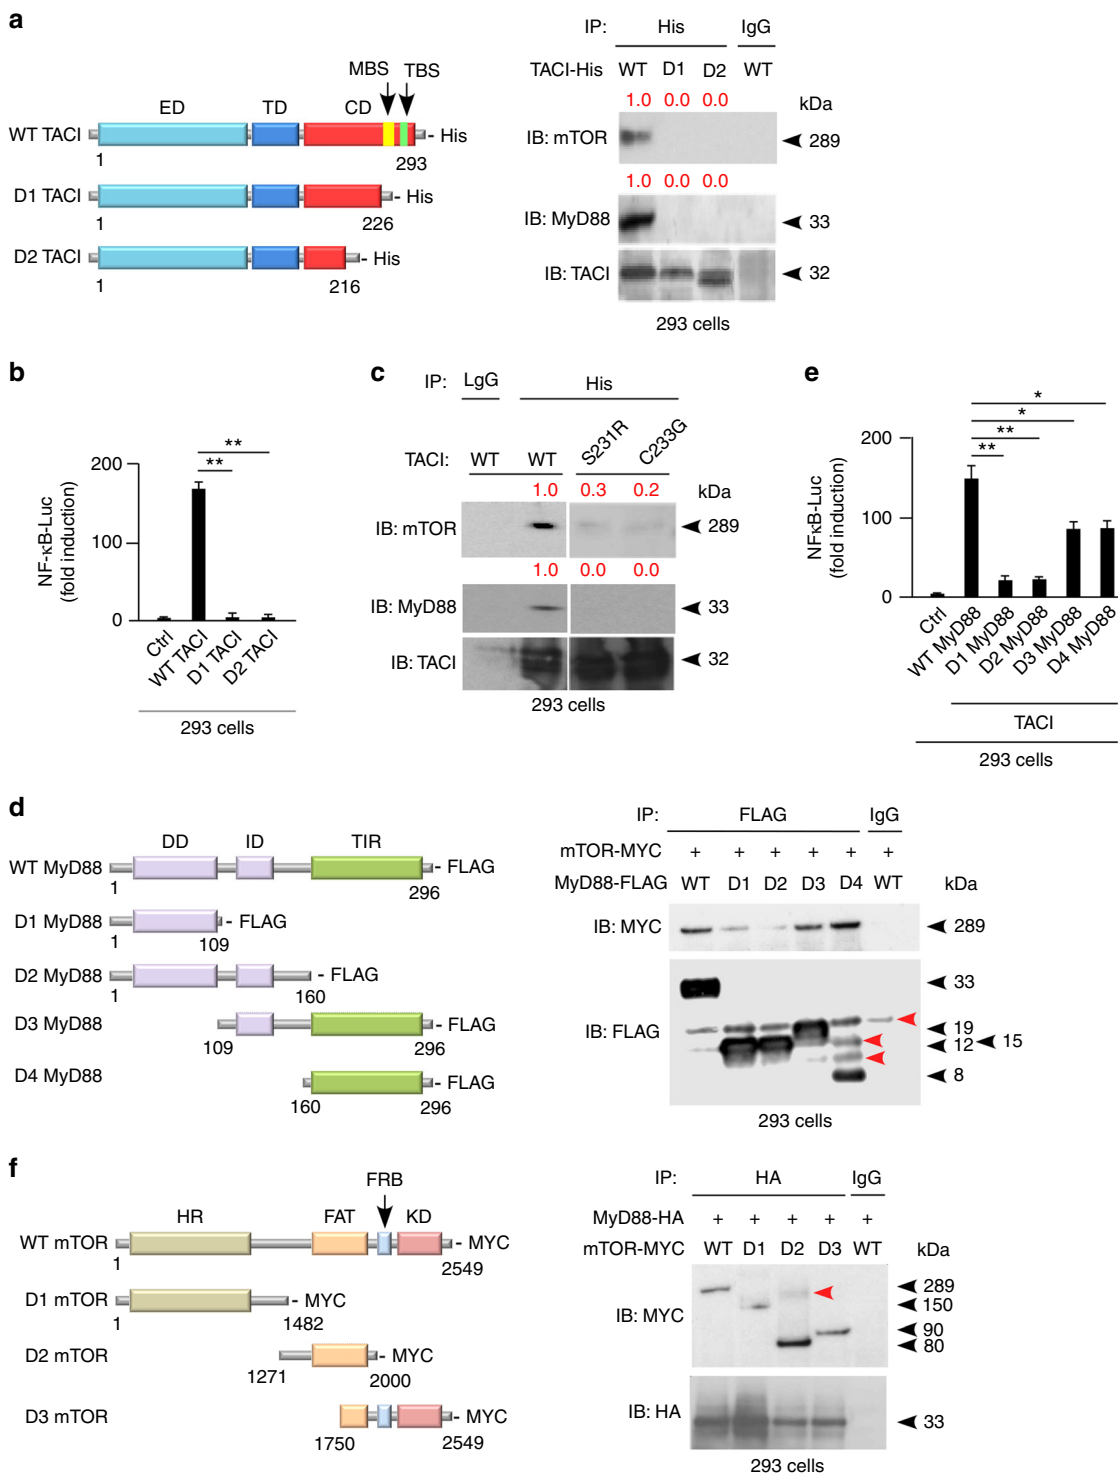 a
MBS TBS
ED TD CD
WT TACI - His
1 293
D1 TACI - His
1 226
D2 TACI - His
1 216
IP: His IgG
TACI-His WT D1 D2 WT
1.0 0.0 0.0 kDa
IB: mTOR 289
1.0 0.0 0.0
IB: MyD88 33
IB: TACI 32
293 cells
b
NF-κB-Luc
(fold induction)
200
100
0
**
**
Ctrl
WT TACI
D1 TACI
D2 TACI
293 cells
c
IP: LgG His
TACI: WT WT S231R C233G
1.0 0.3 0.2 kDa
IB: mTOR 289
1.0 0.0 0.0
IB: MyD88 33
IB: TACI 32
293 cells
e
NF-κB-Luc
(fold induction)
200
100
0
*
*
**
**
Ctrl
WT MyD88
D1 MyD88
D2 MyD88
D3 MyD88
D4 MyD88
TACI
293 cells
d
DD ID TIR
WT MyD88 - FLAG
1 296
D1 MyD88 - FLAG
1 109
D2 MyD88 - FLAG
1 160
D3 MyD88 - FLAG
109 296
D4 MyD88 - FLAG
160 296
IP: FLAG IgG
mTOR-MYC + + + + + +
MyD88-FLAG WT D1 D2 D3 D4 WT kDa
IB: MYC 289
IB: FLAG 33
19
12 15
8
293 cells
f
FRB
HR FAT KD
WT mTOR - MYC
1 2549
D1 mTOR - MYC
1 1482
D2 mTOR - MYC
1271 2000
D3 mTOR - MYC
1750 2549
IP: HA IgG
MyD88-HA + + + + +
mTOR-MYC WT D1 D2 D3 WT kDa
IB: MYC 289
150
90
80
IB: HA 33
293 cells